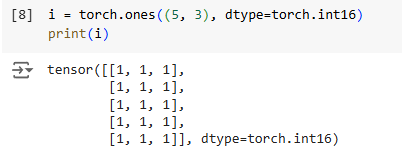 [8] i = torch.ones((5, 3), dtype=torch.int16)
print(i)
tensor([[1, 1, 1],
[1, 1, 1],
[1, 1, 1],
[1, 1, 1],
[1, 1, 1]], dtype=torch.int16)